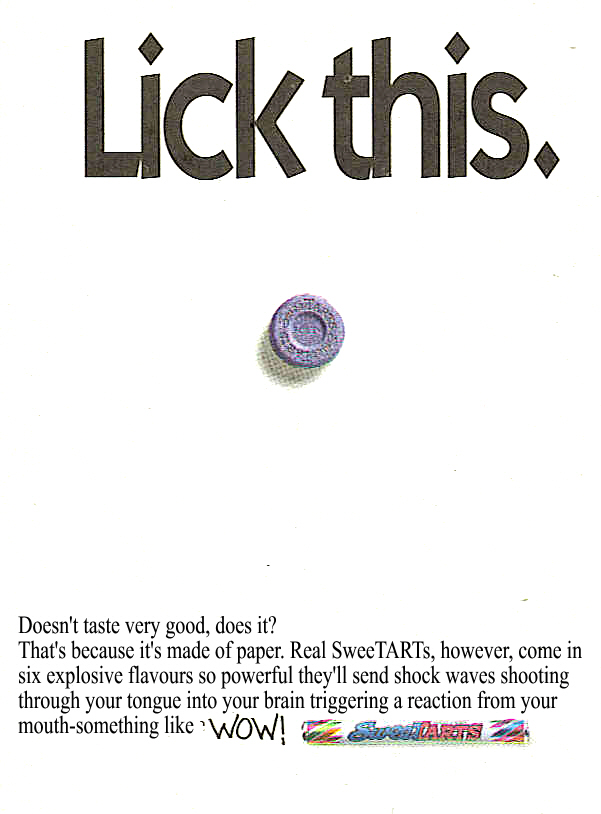 Lick this.
SweeTARTS
Doesn't taste very good, does it?
That's because it's made of paper. Real SweeTARTs, however, come in
six explosive flavours so powerful they'll send shock waves shooting
through your tongue into your brain triggering a reaction from your
mouth-something like WOW! SweeTARTS